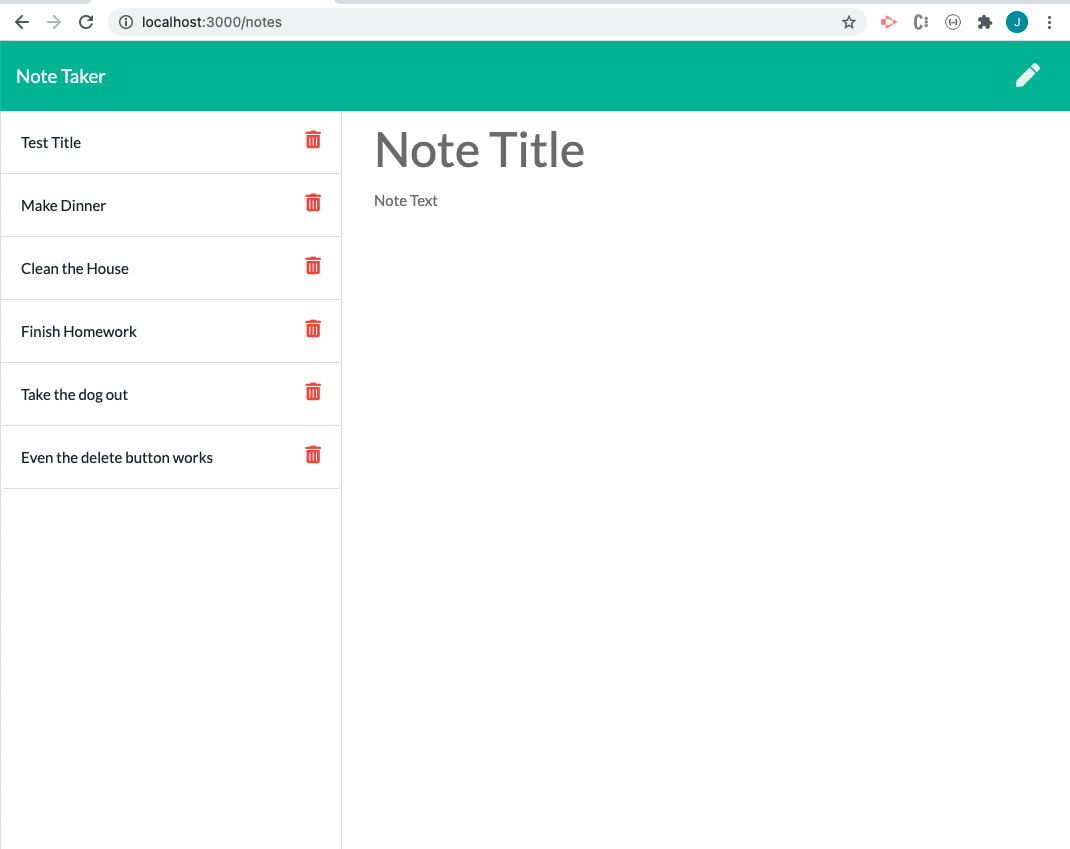 localhost:3000/notes
J
Note Taker
Test Title
Make Dinner
Clean the House
Finish Homework
Take the dog out
Even the delete button works
Note Title
Note Text